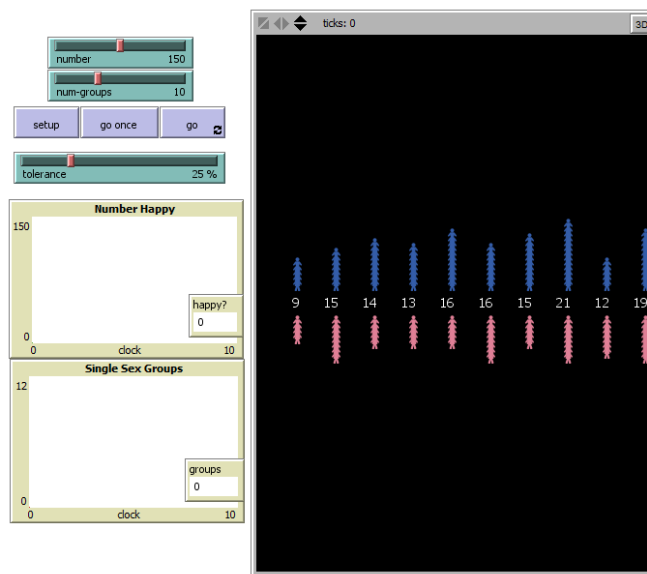 ticks: 0
3D
number 150
num-groups 10
setup
go once
go
tolerance 25 %
Number Happy
150
0
0
clock
10
happy?
0
9 15 14 13 16 16 15 21 12 19
Single Sex Groups
12
0
0
clock
10
groups
0